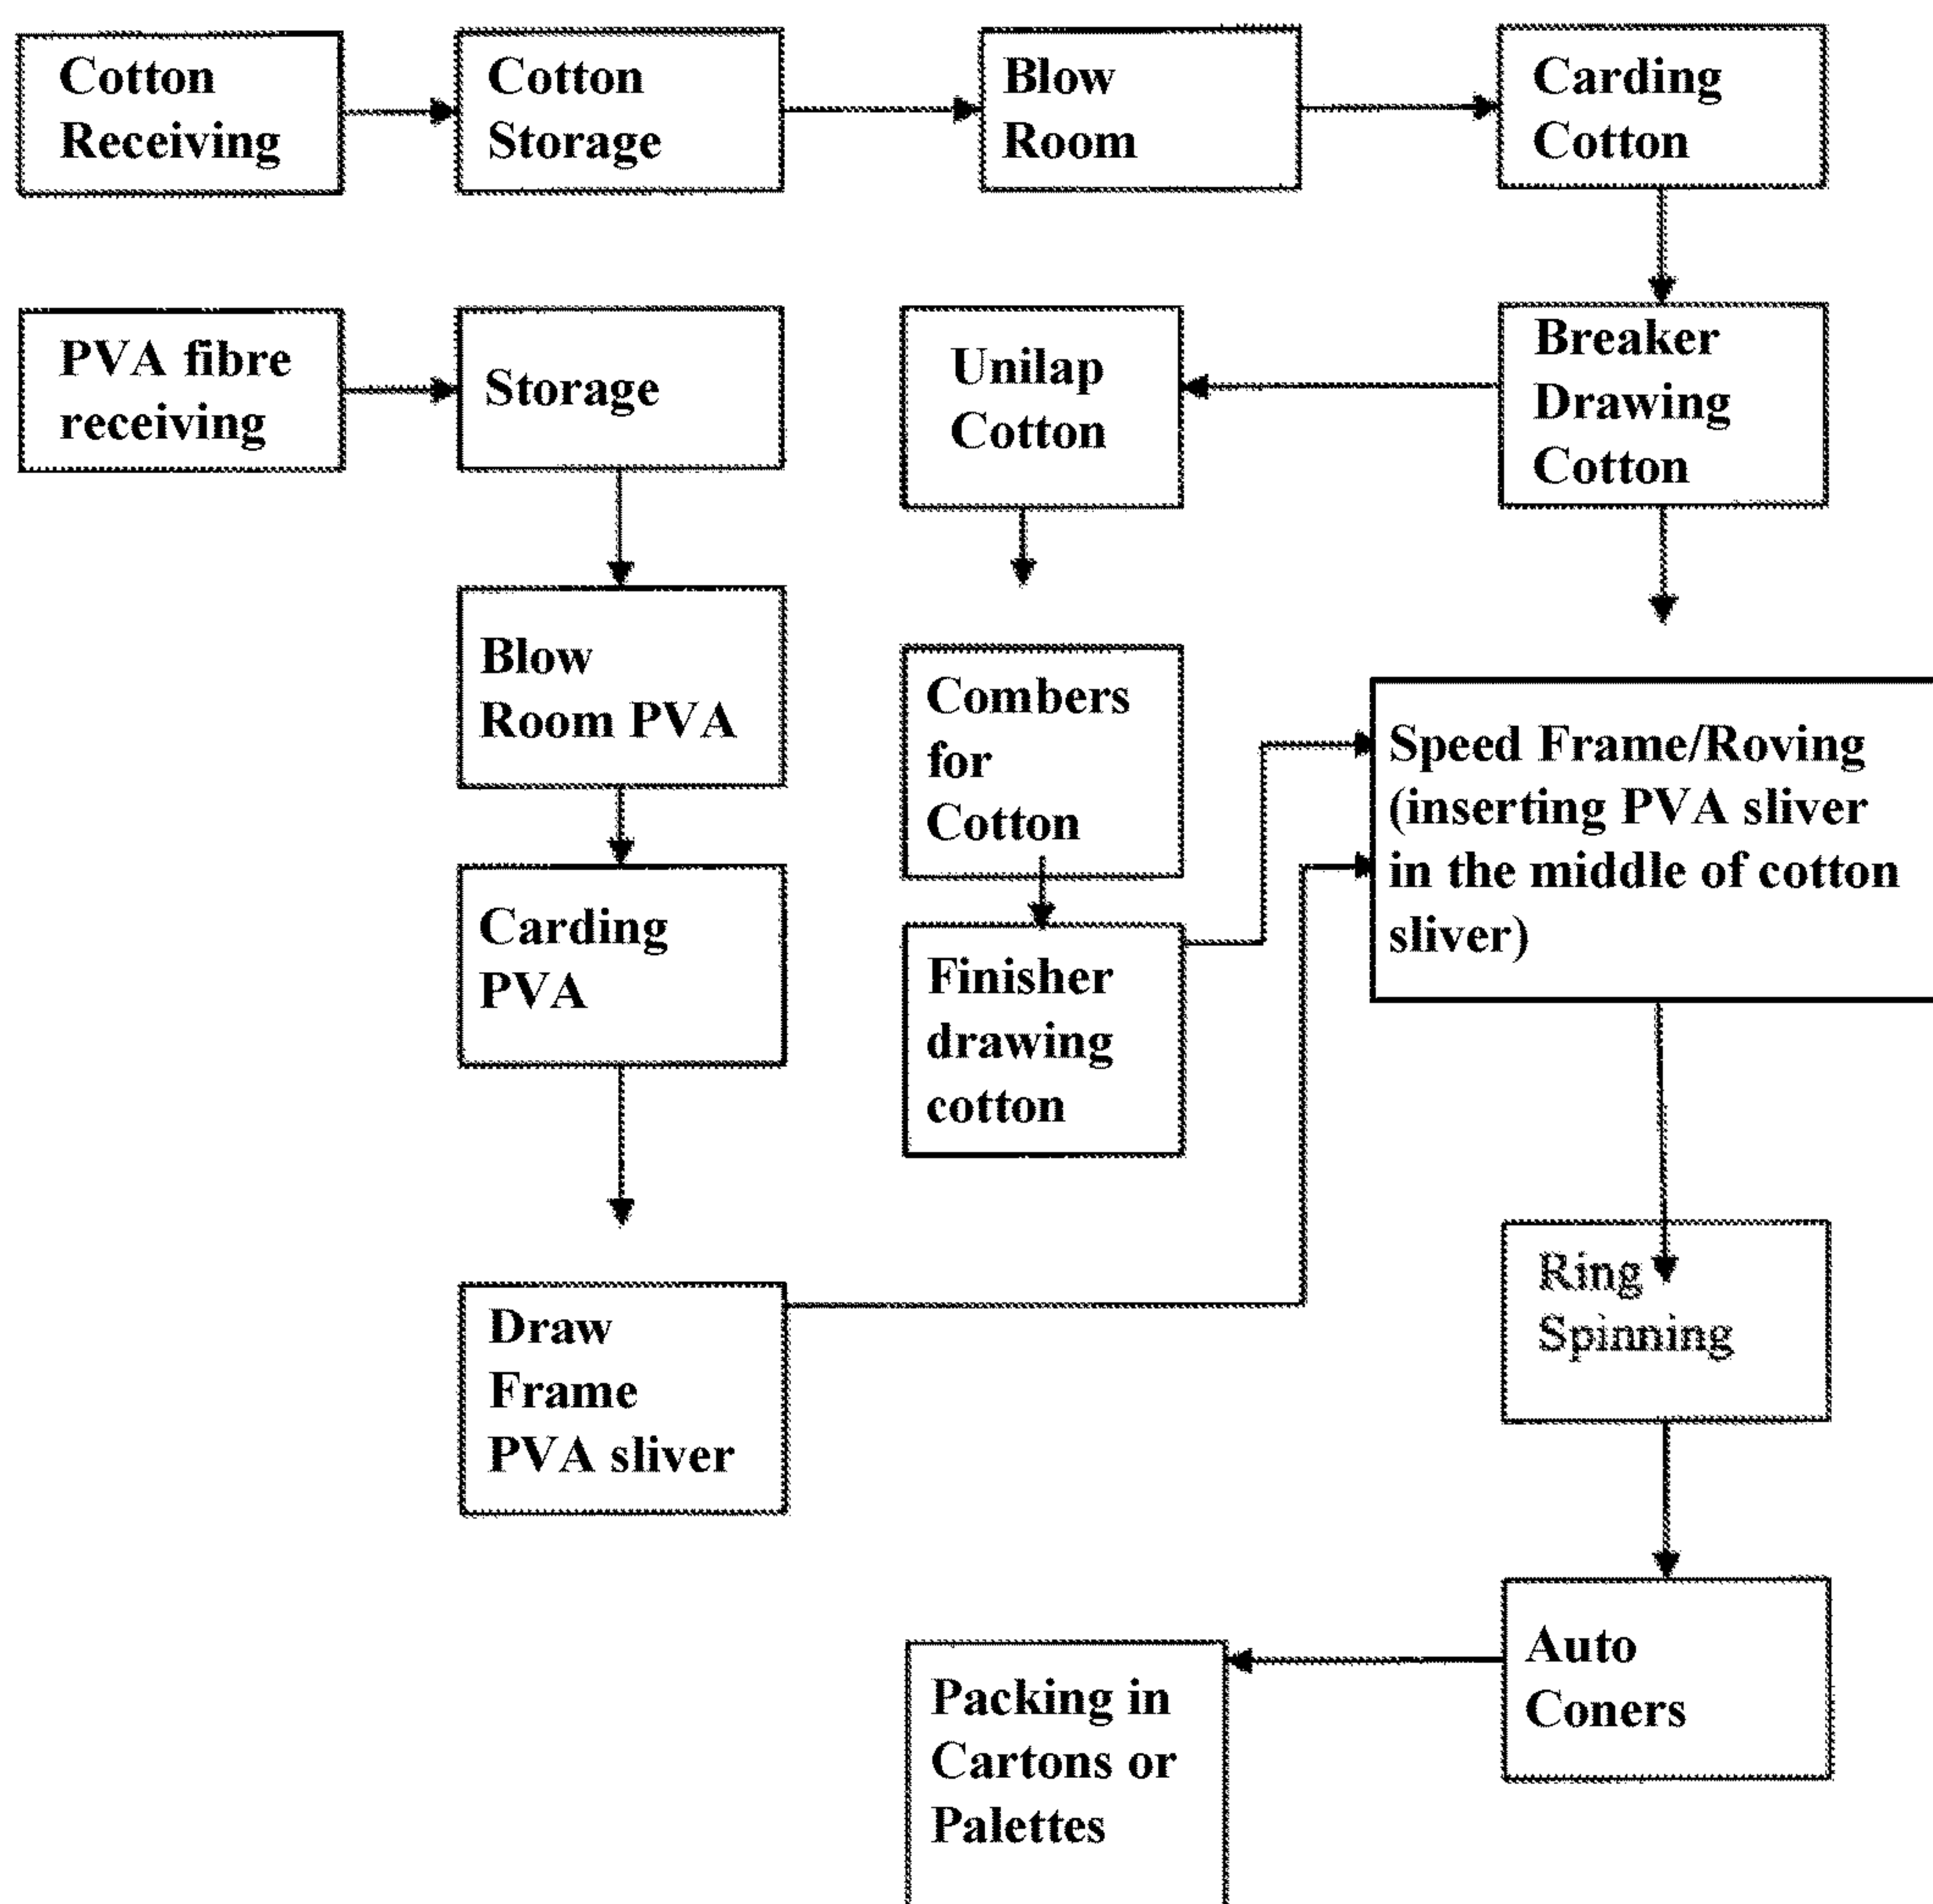 Cotton
Receiving
Cotton
Storage
Blow
Room
Carding
Cotton
PVA fibre
receiving
Storage
Unilap
Cotton
Breaker
Drawing
Cotton
Blow
Room PVA
Combers
for
Cotton
Speed Frame/Roving
(inserting PVA sliver
in the middle of cotton
sliver)
Carding
PVA
Finisher
drawing
cotton
Ring
Spinning
Draw
Frame
PVA sliver
Auto
Coners
Packing in
Cartons or
Palettes